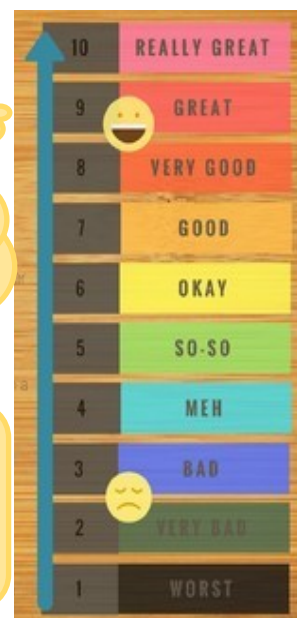 10 REALLY GREAT
9 GREAT
8 VERY GOOD
7 GOOD
6 OKAY
5 SO-SO
4 MEH
3 BAD
2 VERY BAD
1 WORST